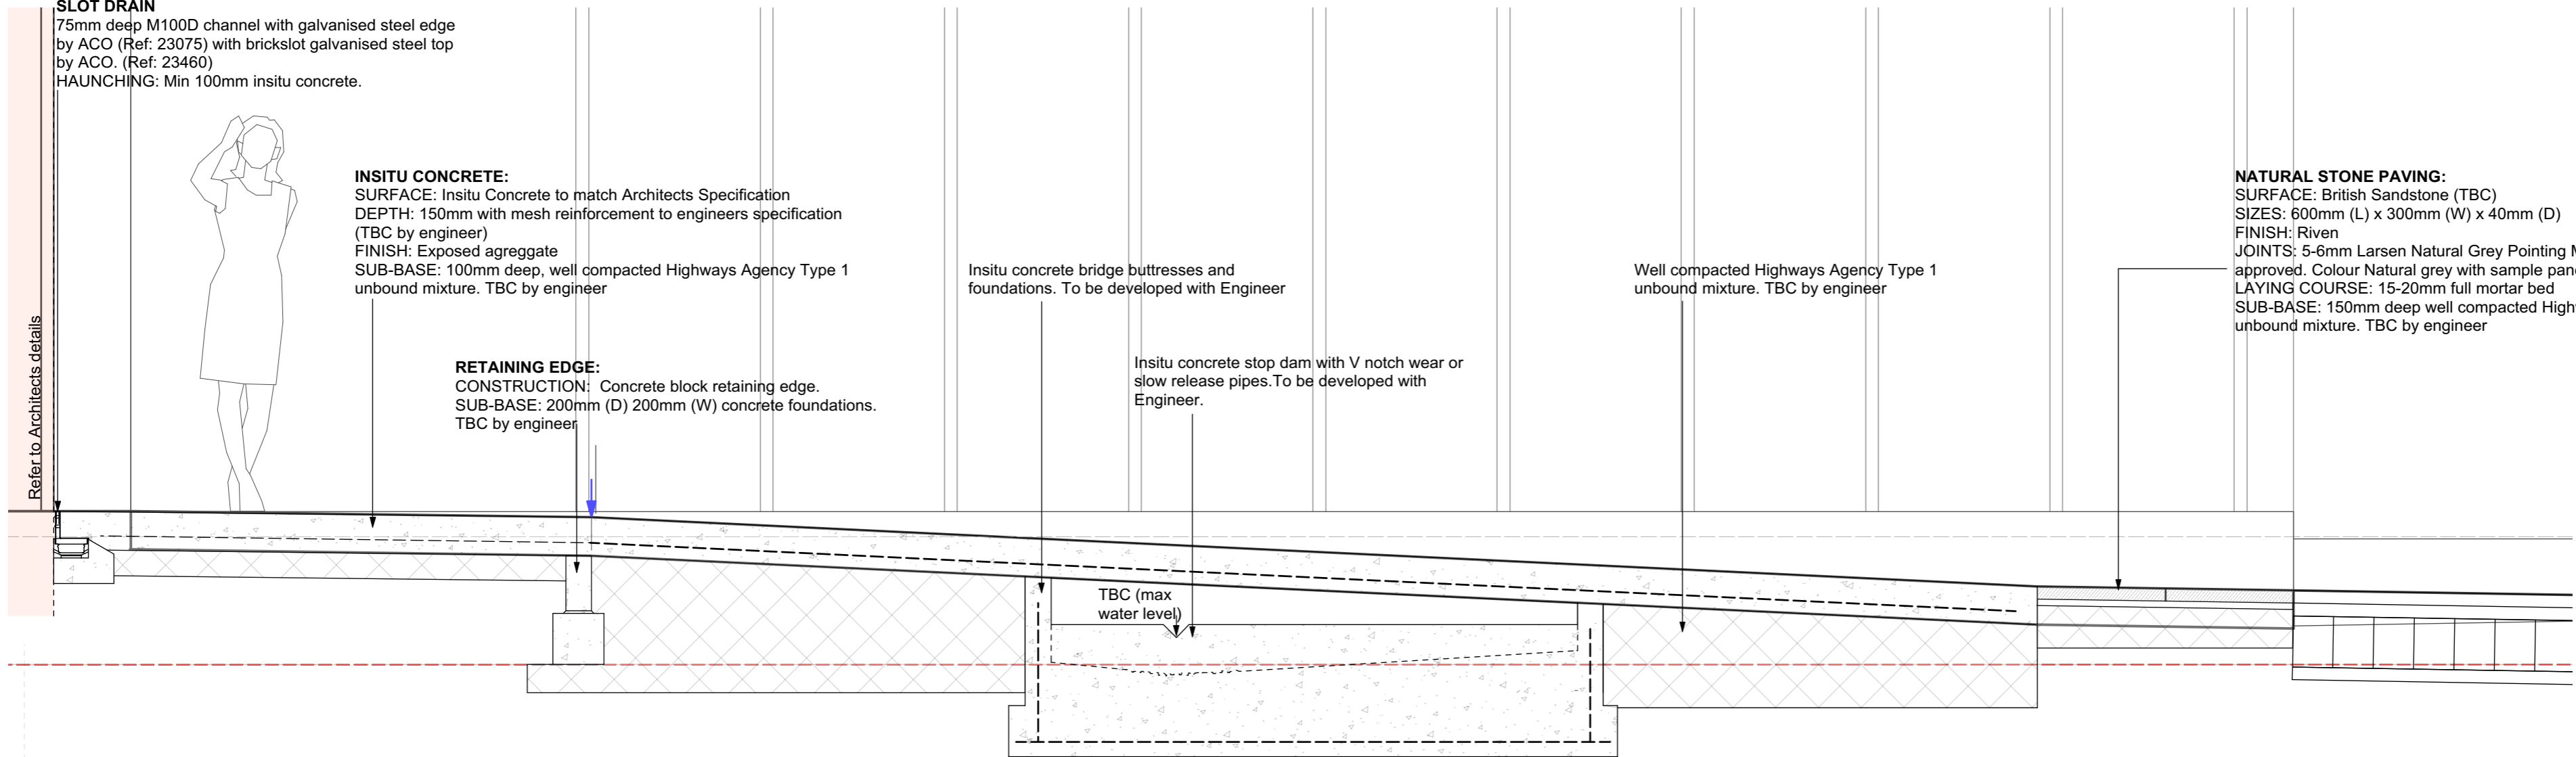 SLOT DRAIN
75mm deep M100D channel with galvanised steel edge
by ACO (Ref: 23075) with brickslot galvanised steel top
by ACO. (Ref: 23460)
HAUNCHING: Min 100mm insitu concrete.
Refer to Architects details
INSITU CONCRETE:
SURFACE: Insitu Concrete to match Architects Specification
DEPTH: 150mm with mesh reinforcement to engineers specification
(TBC by engineer)
FINISH: Exposed agreggate
SUB-BASE: 100mm deep, well compacted Highways Agency Type 1
unbound mixture. TBC by engineer
RETAINING EDGE:
CONSTRUCTION: Concrete block retaining edge.
SUB-BASE: 200mm (D) 200mm (W) concrete foundations.
TBC by engineer
Insitu concrete bridge buttresses and
foundations. To be developed with Engineer
Insitu concrete stop dam with V notch wear or
slow release pipes.To be developed with
Engineer.
TBC (max
water level)
Well compacted Highways Agency Type 1
unbound mixture. TBC by engineer
NATURAL STONE PAVING:
SURFACE: British Sandstone (TBC)
SIZES: 600mm (L) x 300mm (W) x 40mm (D)
FINISH: Riven
JOINTS: 5-6mm Larsen Natural Grey Pointing
approved. Colour Natural grey with sample
LAYING COURSE: 15-20mm full mortar bed
SUB-BASE: 150mm deep well compacted
unbound mixture. TBC by engineer